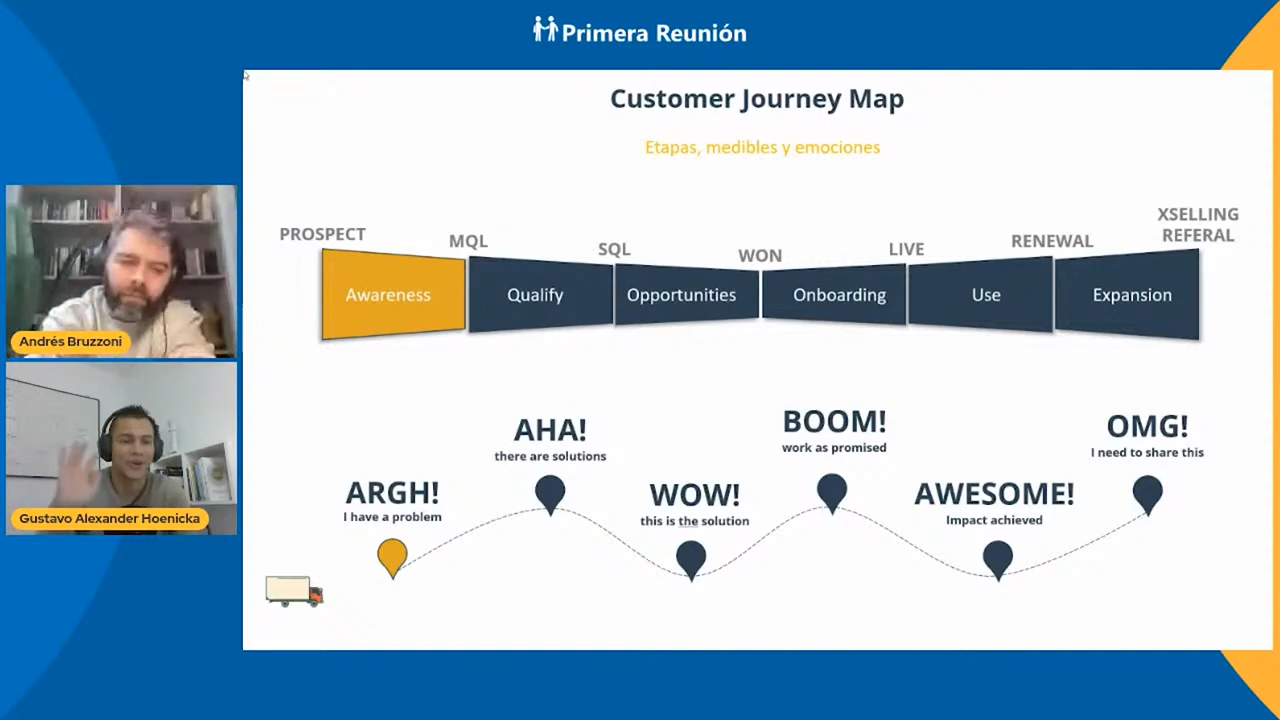 Primera Reunión
Customer Journey Map
Etapas, medibles y emociones
PROSPECT
MQL
SQL
WON
LIVE
RENEWAL
XSELLING
REFERAL
Awareness
Qualify
Opportunities
Onboarding
Use
Expansion
ARGH!
I have a problem
AHA!
there are solutions
WOW!
this is the solution
BOOM!
work as promised
AWESOME!
Impact achieved
OMG!
I need to share this
Andrés Bruzzoni
Gustavo Alexander Hoenicka